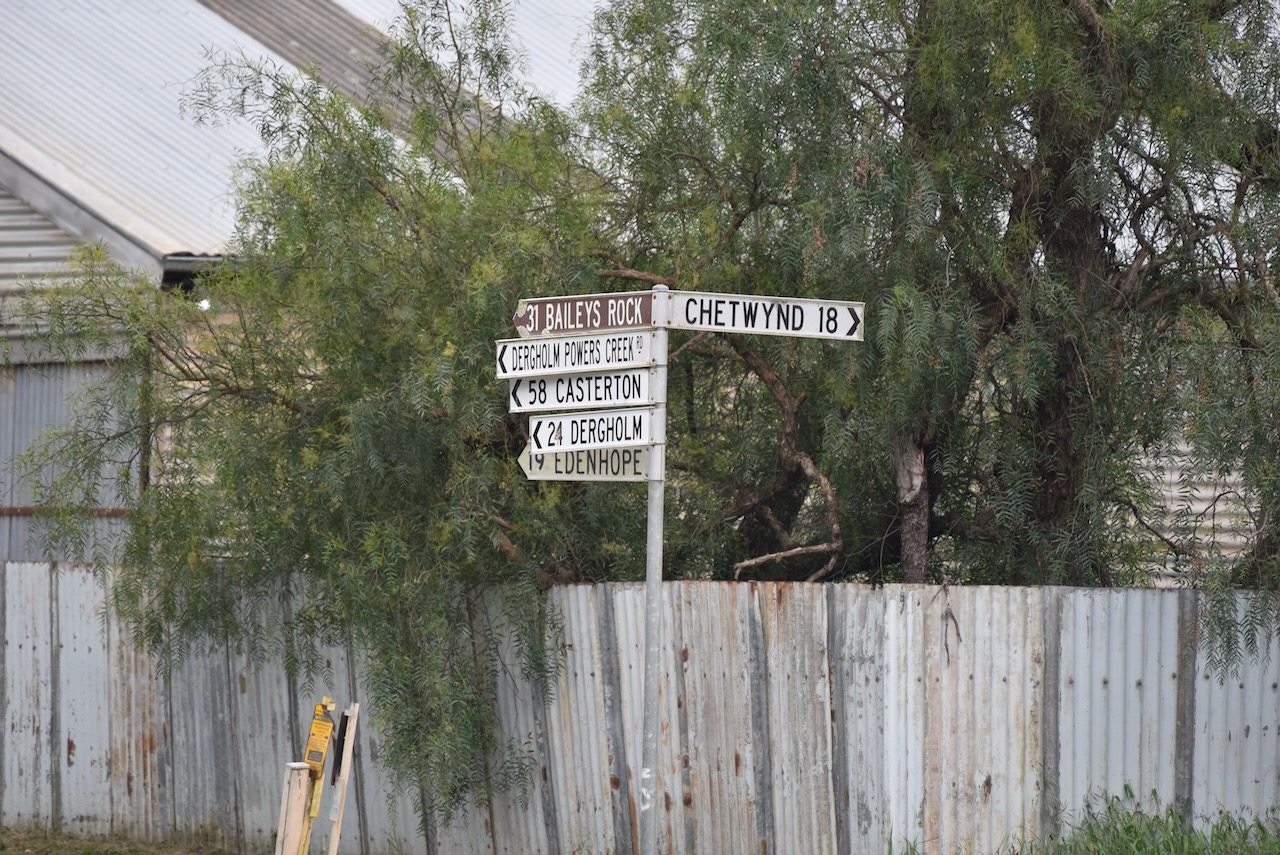 31 BAILEYS ROCK
CHETWYND 18
DERGHOLM POWERS CREEK RD
58 CASTERTON
24 DERGHOLM
19 EDENHOPE